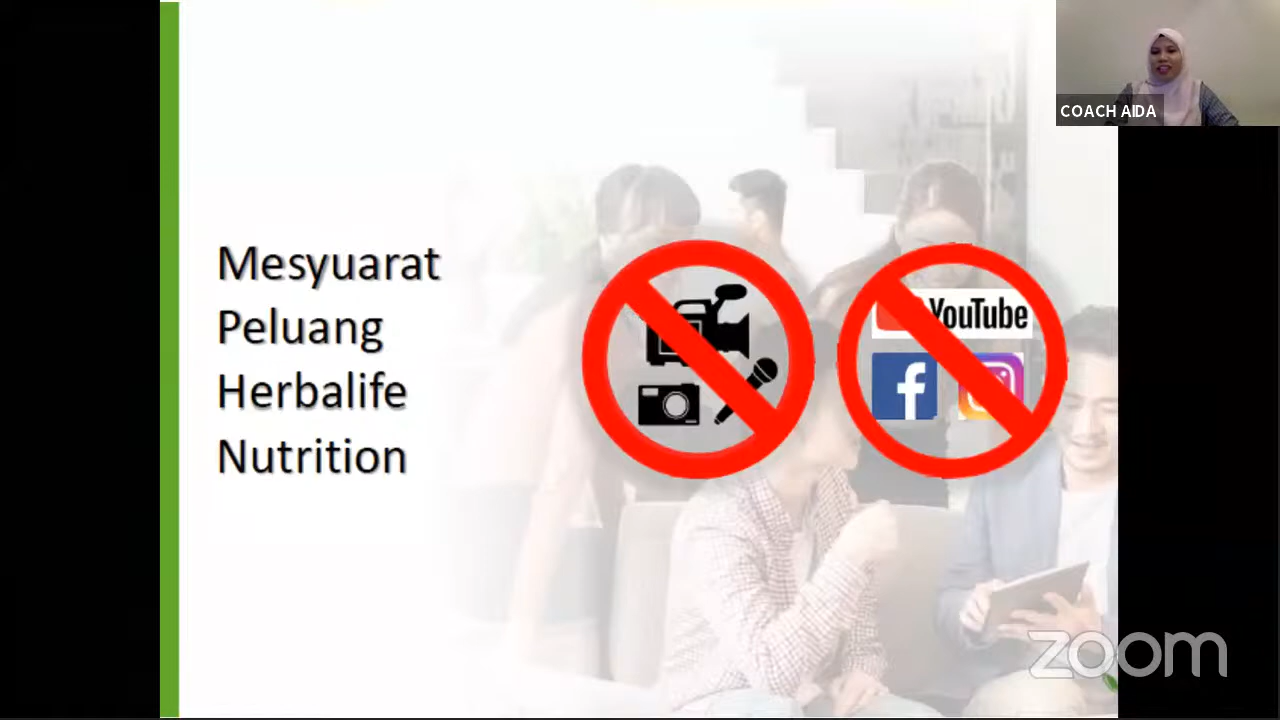 COACH AIDA
Mesyuarat
Peluang
Herbalife
Nutrition
YouTube
zoom